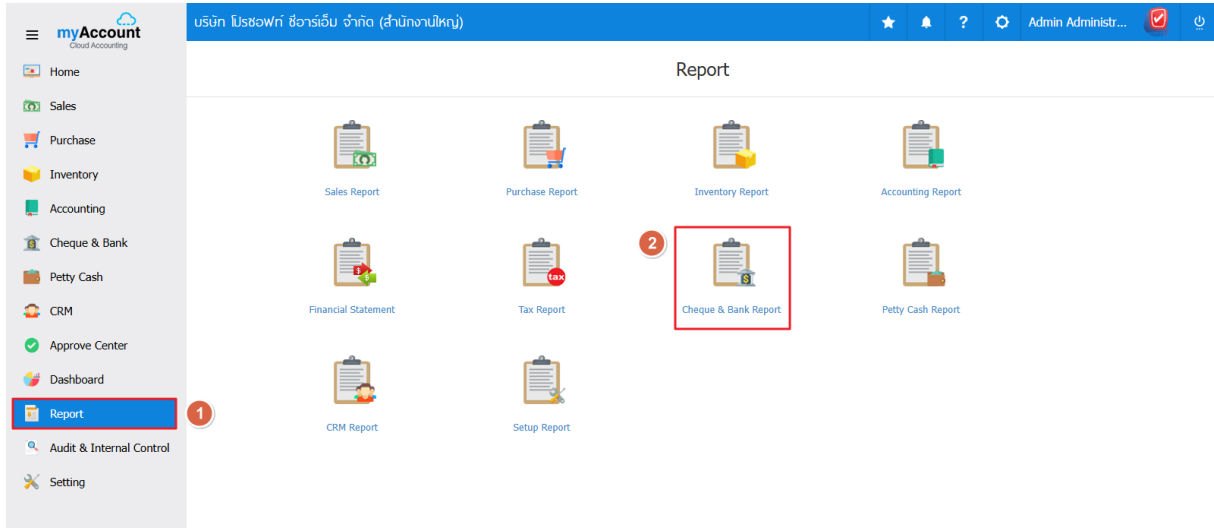 myAccount
Cloud Accounting
บริษัท โปรซอฟท์ ซีอาร์เอ็ม จำกัด (สำนักงานใหญ่)
?
Admin Administr...
Home
Sales
Purchase
Inventory
Accounting
Cheque & Bank
Petty Cash
CRM
Approve Center
Dashboard
Report
1
Audit & Internal Control
Setting
Report
Sales Report
Purchase Report
Inventory Report
Accounting Report
Financial Statement
tax
Tax Report
2
Cheque & Bank Report
Petty Cash Report
CRM Report
Setup Report